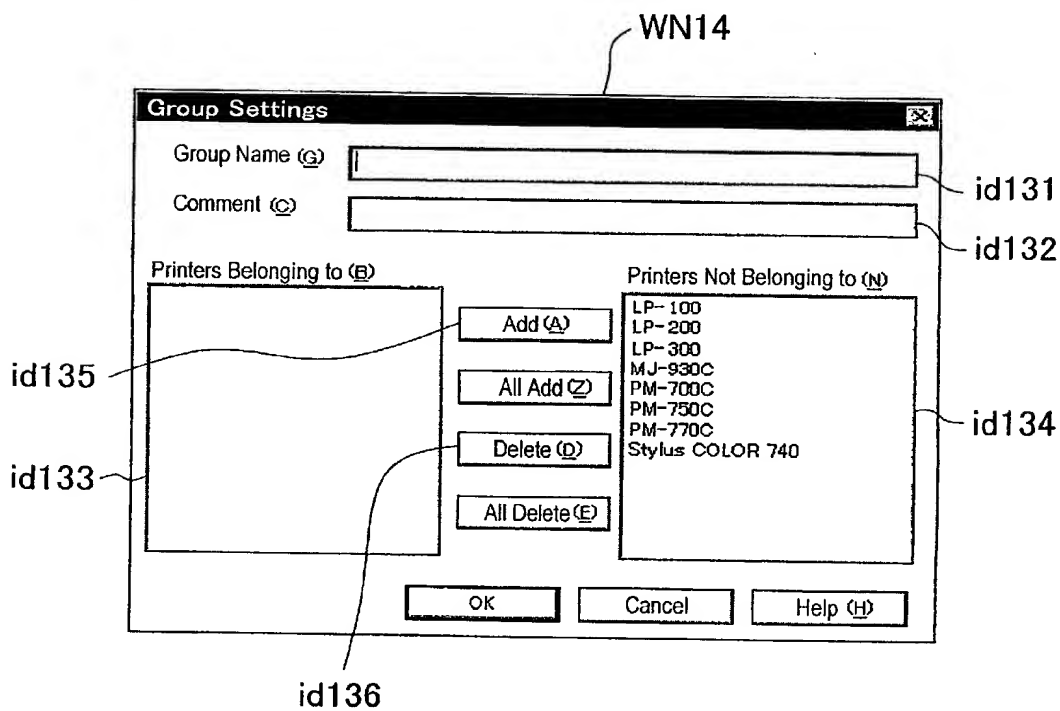 WN14
Group Settings
Group Name (G)
id131
Comment (C)
id132
Printers Belonging to (B)
Printers Not Belonging to (N)
LP-100
LP-200
LP-300
MJ-930C
PM-700C
PM-750C
PM-770C
Stylus COLOR 740
Add (A)
All Add (Z)
Delete (D)
All Delete (E)
id135
id133
id134
OK
Cancel
Help (H)
id136